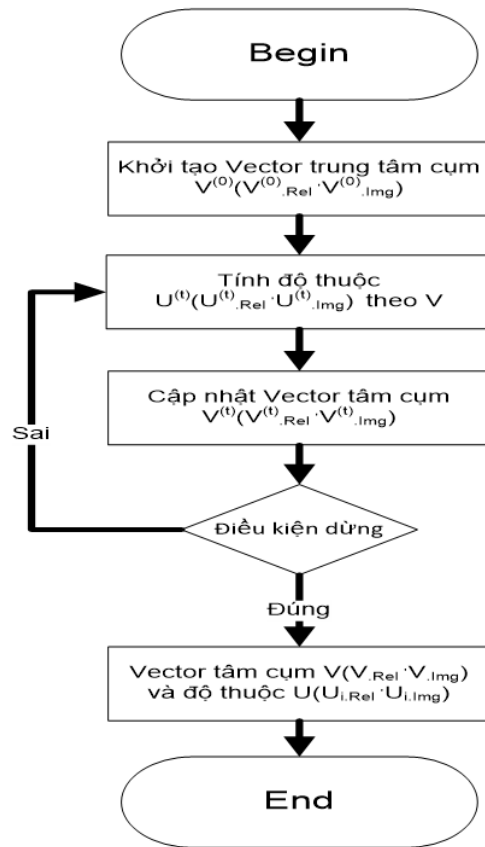 Begin
Khởi tạo Vector trung tâm cụm
V⁽⁰⁾(V⁽⁰⁾.Rel, V⁽⁰⁾.Img)
Tính độ thuộc
U⁽ᵗ⁾(U⁽ᵗ⁾.Rel, U⁽ᵗ⁾.Img) theo V
Cập nhật Vector tâm cụm
V⁽ᵗ⁾(V⁽ᵗ⁾.Rel, V⁽ᵗ⁾.Img)
Sai
Điều kiện dừng
Đúng
Vector tâm cụm V(V.Rel, V.Img)
và độ thuộc U(Ui.Rel, Ui.Img)
End